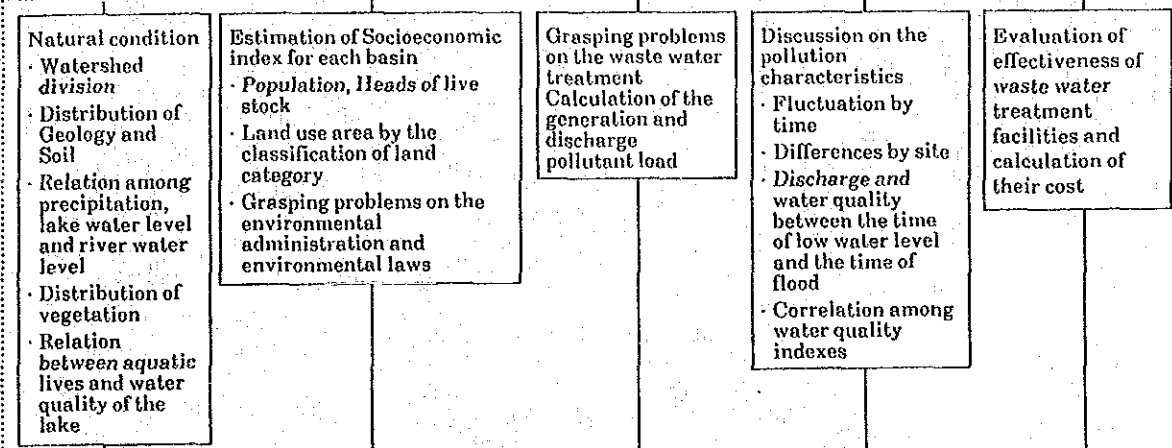 Natural condition
· Watershed
division
· Distribution of
Geology and
Soil
· Relation among
precipitation,
lake water level
and river water
level
· Distribution of
vegetation
· Relation
between aquatic
lives and water
quality of the
lake
Estimation of Socioeconomic
index for each basin
· Population, Heads of live
stock
· Land use area by the
classification of land
category
· Grasping problems on the
environmental
administration and
environmental laws
Grasping problems
on the waste water
treatment
Calculation of the
generation and
discharge
pollutant load
Discussion on the
pollution
characteristics
· Fluctuation by
time
· Differences by site
· Discharge and
water quality
between the time
of low water level
and the time of
flood
· Correlation among
water quality
indexes
Evaluation of
effectiveness of
waste water
treatment
facilities and
calculation of
their cost